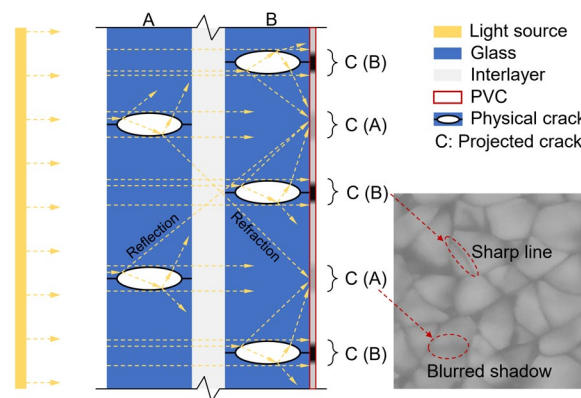 A
B
C (B)
C (A)
C (B)
C (A)
C (B)
Reflection
Refraction
Light source
Glass
Interlayer
PVC
Physical crack
C: Projected crack
Sharp line
Blurred shadow